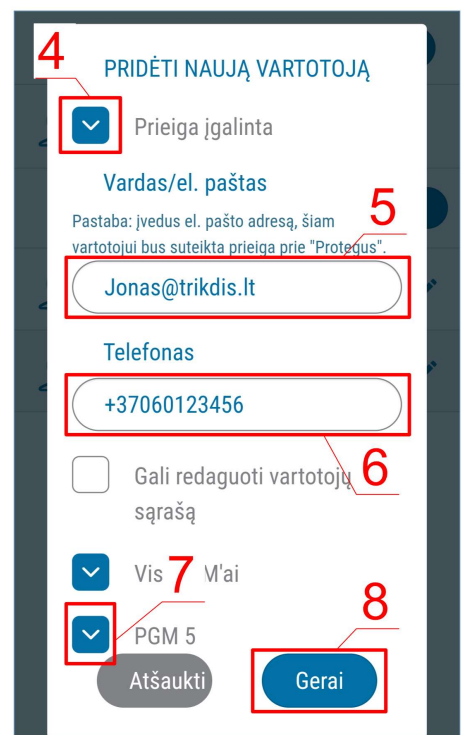 4
PRIDĖTI NAUJĄ VARTOTOJĄ
Prieiga įgalinta
Vardas/el. paštas
5
Pastaba: įvedus el. pašto adresą, šiam
vartotojui bus suteikta prieiga prie "Protegus".
Jonas@trikdis.lt
Telefonas
+37060123456
6
Gali redaguoti vartotojų
sąrašą
7
Vis M'ai
8
PGM 5
Atšaukti
Gerai